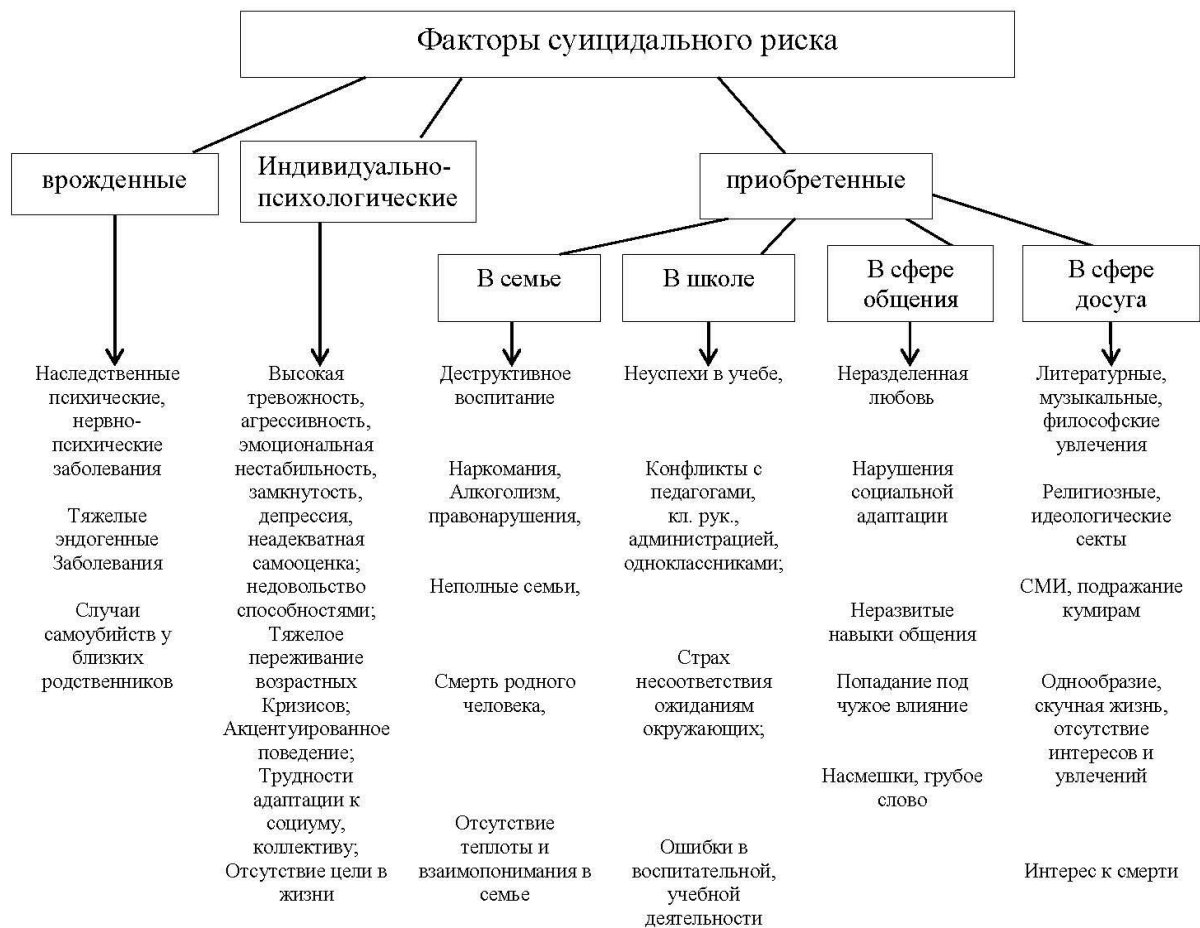 Факторы суицидального риска
врожденные
Индивидуально-
психологические
приобретенные
В семье
В школе
В сфере
общения
В сфере
досуга
Наследственные
психические,
нервно-
психические
заболевания
Тяжелые
эндогенные
Заболевания
Случаи
самоубийств у
близких
родственников
Высокая
тревожность,
агрессивность,
эмоциональная
нестабильность,
замкнутость,
депрессия,
неадекватная
самооценка;
недовольство
способностями;
Тяжелое
переживание
возрастных
Кризисов;
Акцентуированное
поведение;
Трудности
адаптации к
социуму,
коллективу;
Отсутствие цели в
жизни
Деструктивное
воспитание
Наркомания,
Алкоголизм,
правонарушения,
Неполные семьи,
Смерть родного
человека,
Отсутствие
теплоты и
взаимопонимания в
семье
Неуспехи в учебе,
Конфликты с
педагогами,
кл. рук.,
администрацией,
одноклассниками;
Страх
несоответствия
ожиданиям
окружающих;
Ошибки в
воспитательной,
учебной
деятельности
Неразделенная
любовь
Нарушения
социальной
адаптации
Неразвитые
навыки общения
Попадание под
чужое влияние
Насмешки, грубое
слово
Литературные,
музыкальные,
философские
увлечения
Религиозные,
идеологические
секты
СМИ, подражание
кумирам
Однообразие,
скучная жизнь,
отсутствие
интересов и
увлечений
Интерес к смерти